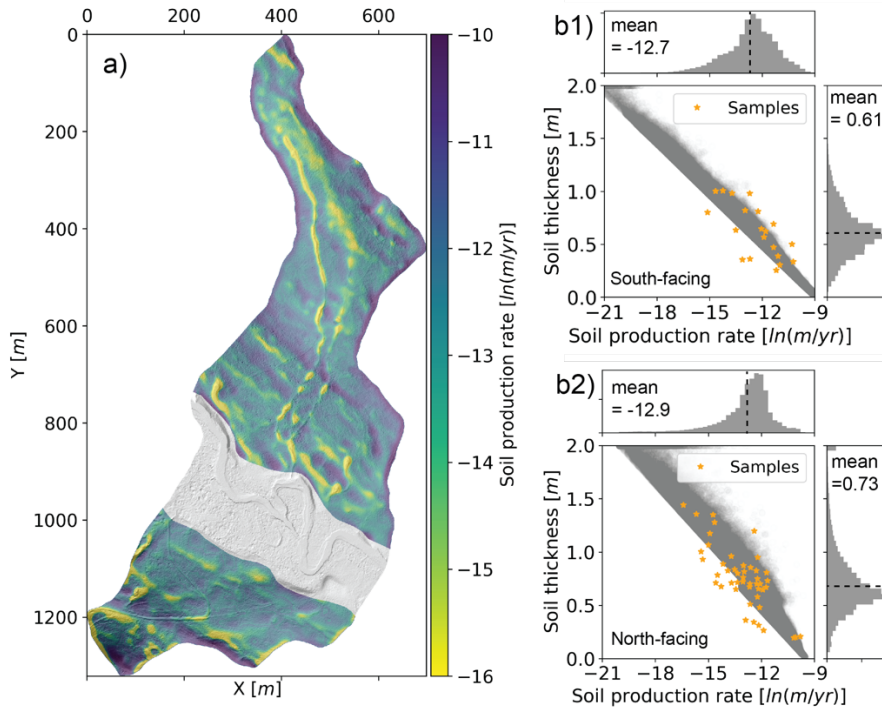 0 200 400 600
a)
0
200
400
600
800
1000
1200
Y [m]
X [m]
−10
−11
−12
−13
−14
−15
−16
Soil production rate [ln(m/yr)]
b1)
mean
= -12.7
mean
= 0.61
2.0
1.5
1.0
0.5
0.0
Soil thickness [m]
Samples
South-facing
−21 −18 −15 −12 −9
Soil production rate [ln(m/yr)]
b2)
mean
= -12.9
mean
=0.73
2.0
1.5
1.0
0.5
0.0
Soil thickness [m]
Samples
North-facing
−21 −18 −15 −12 −9
Soil production rate [ln(m/yr)]